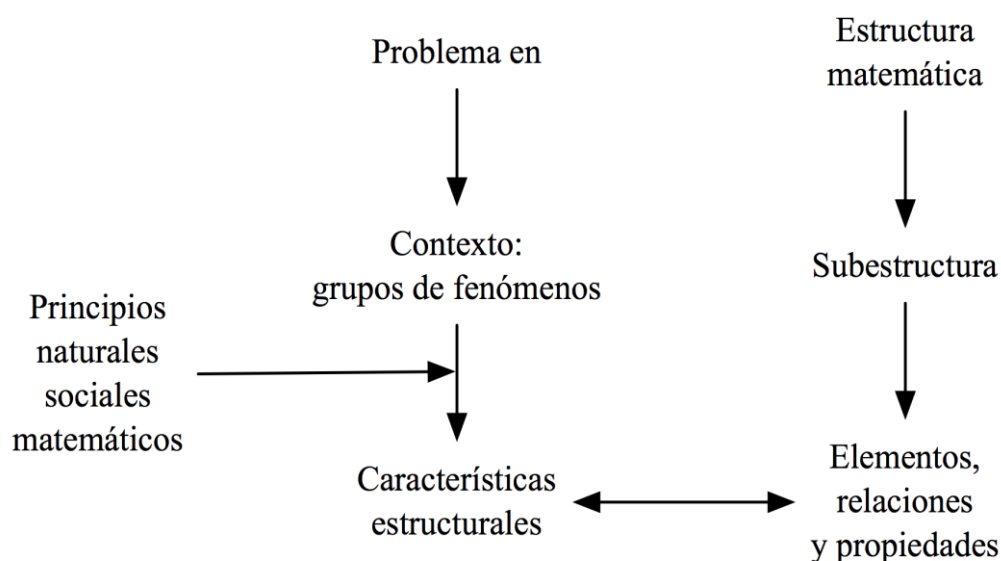 Problema en
Contexto:
grupos de fenómenos
Principios
naturales
sociales
matemáticos
Características
estructurales
Estructura
matemática
Subestructura
Elementos,
relaciones
y propiedades